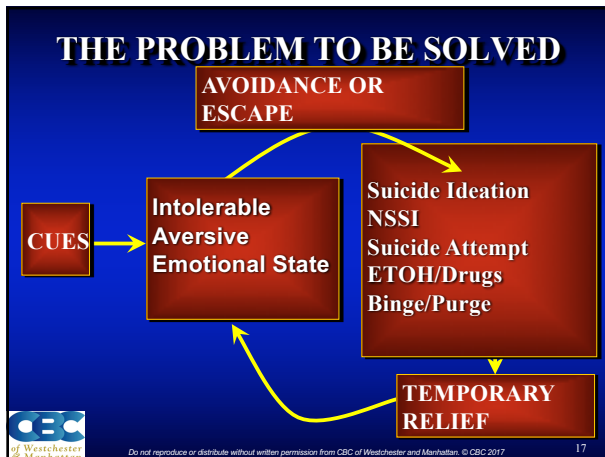 THE PROBLEM TO BE SOLVED
AVOIDANCE OR
ESCAPE
CUES
Intolerable
Aversive
Emotional State
Suicide Ideation
NSSI
Suicide Attempt
ETOH/Drugs
Binge/Purge
TEMPORARY
RELIEF
CBC
of Westchester
& Manhattan
Do not reproduce or distribute without written permission from CBC of Westchester and Manhattan. © CBC 2017
17